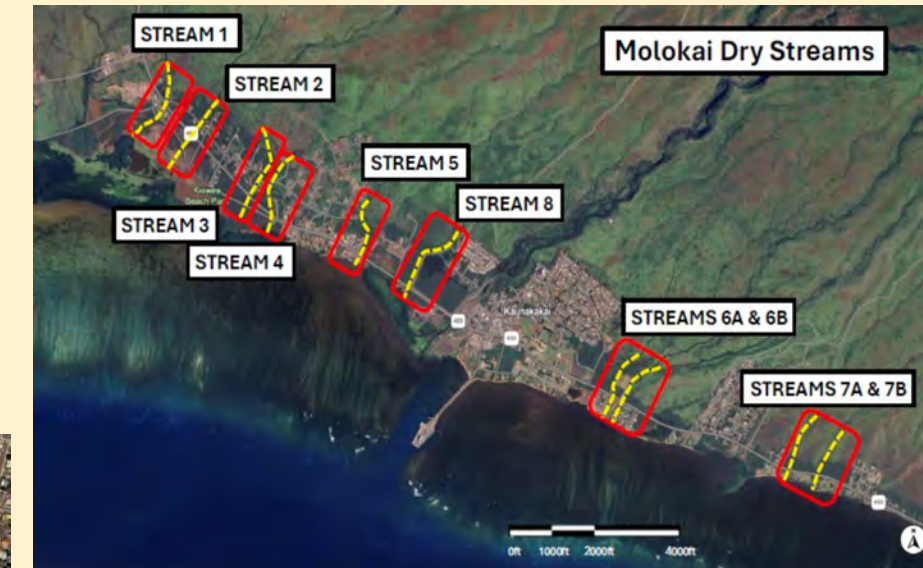 Molokai Dry Streams
STREAM 1
STREAM 2
STREAM 3
STREAM 4
STREAM 5
STREAM 8
STREAMS 6A & 6B
STREAMS 7A & 7B
Kaunakakai
0ft 1000ft 2000ft 4000ft